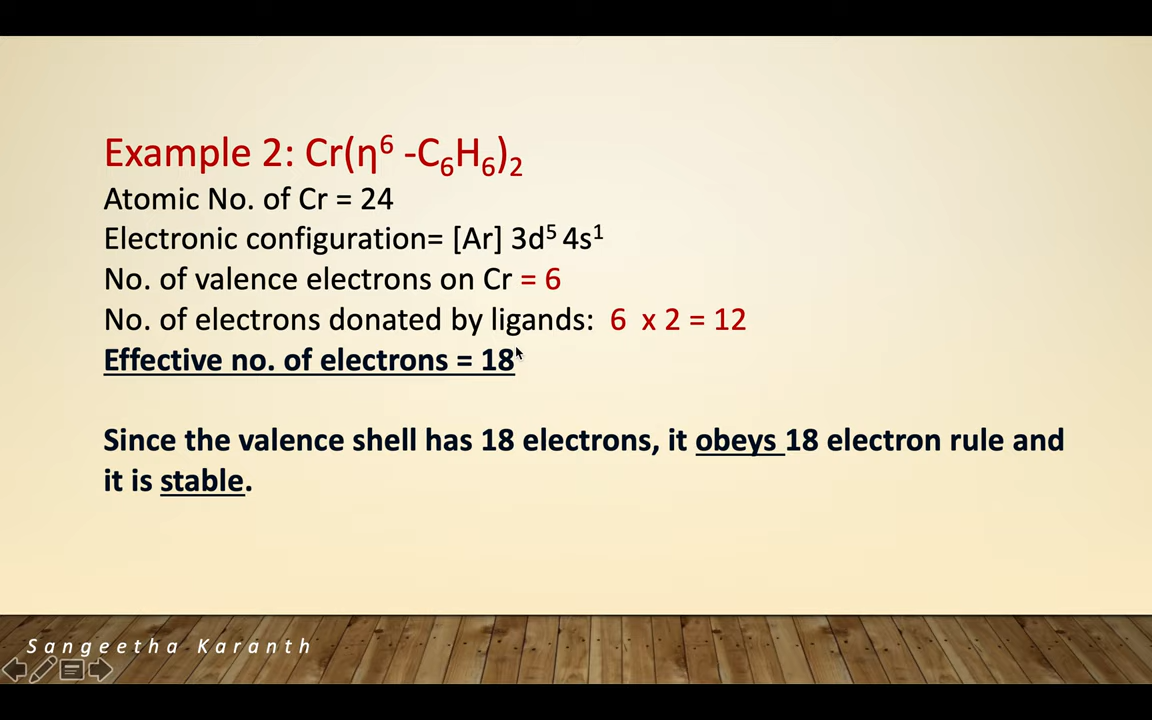 Example 2: Cr(η⁶ -C₆H₆)₂
Atomic No. of Cr = 24
Electronic configuration= [Ar] 3d⁵ 4s¹
No. of valence electrons on Cr = 6
No. of electrons donated by ligands: 6 x 2 = 12
Effective no. of electrons = 18
Since the valence shell has 18 electrons, it obeys 18 electron rule and
it is stable.
Sangeetha Karanth